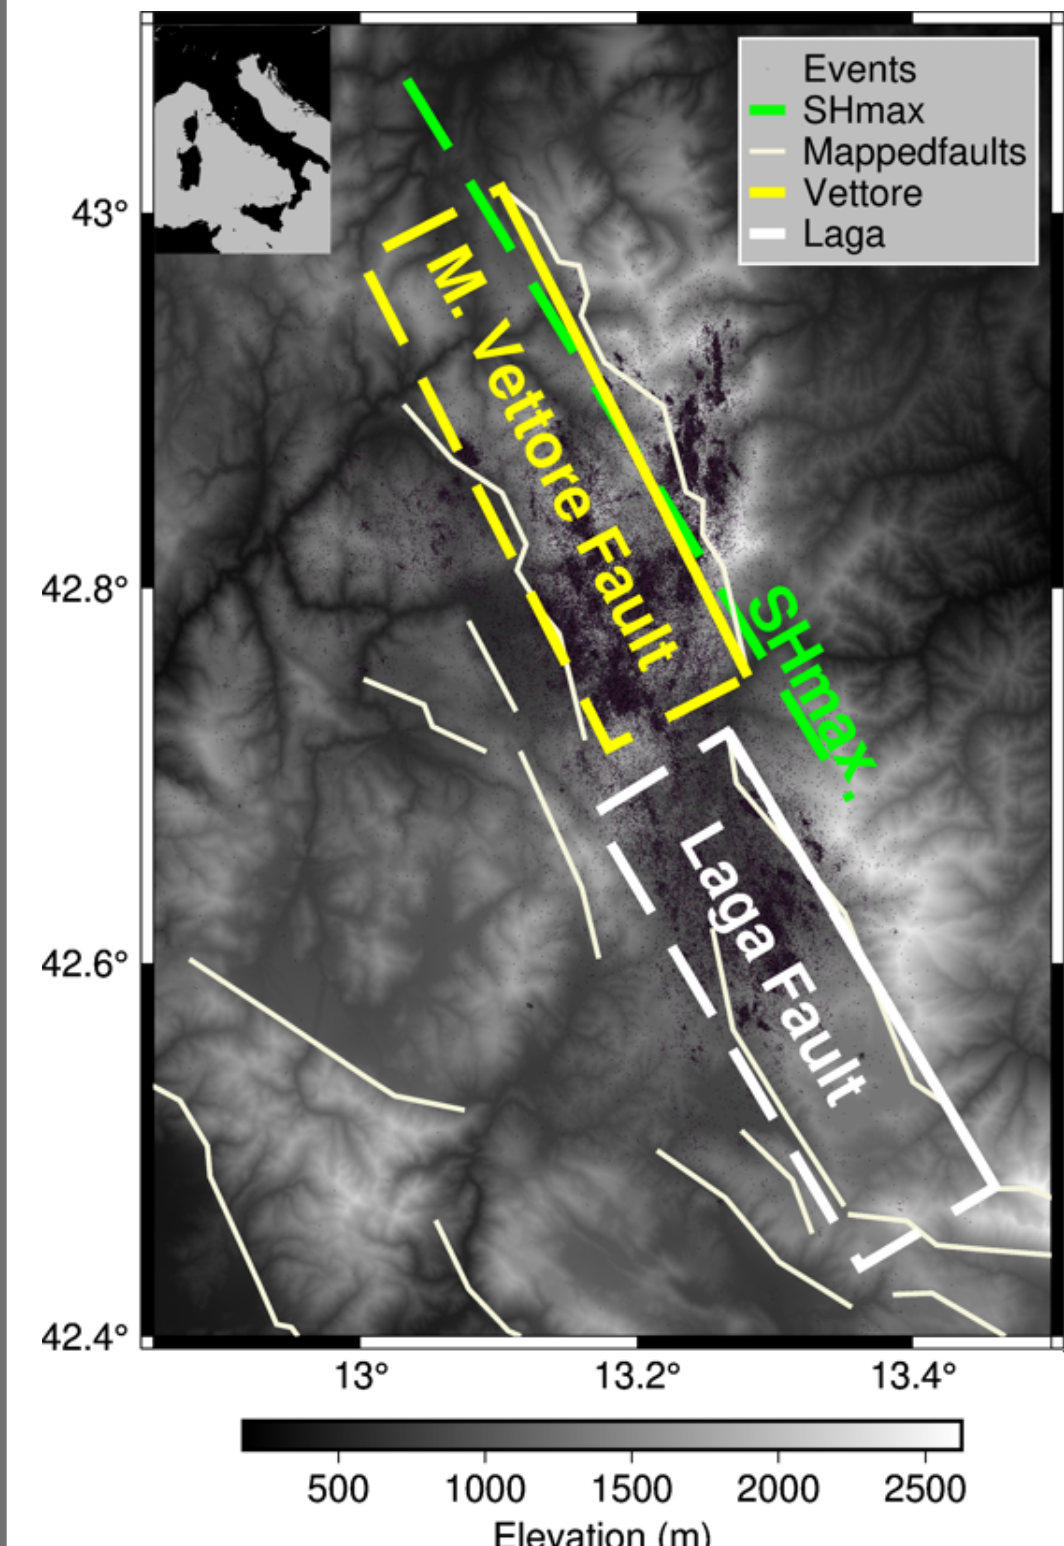 Events
SHmax
Mappedfaults
Vettore
Laga
43°
42.8°
42.6°
42.4°
M. Vettore Fault
SHmax.
Laga Fault
13°
13.2°
13.4°
500
1000
1500
2000
2500
Elevation (m)